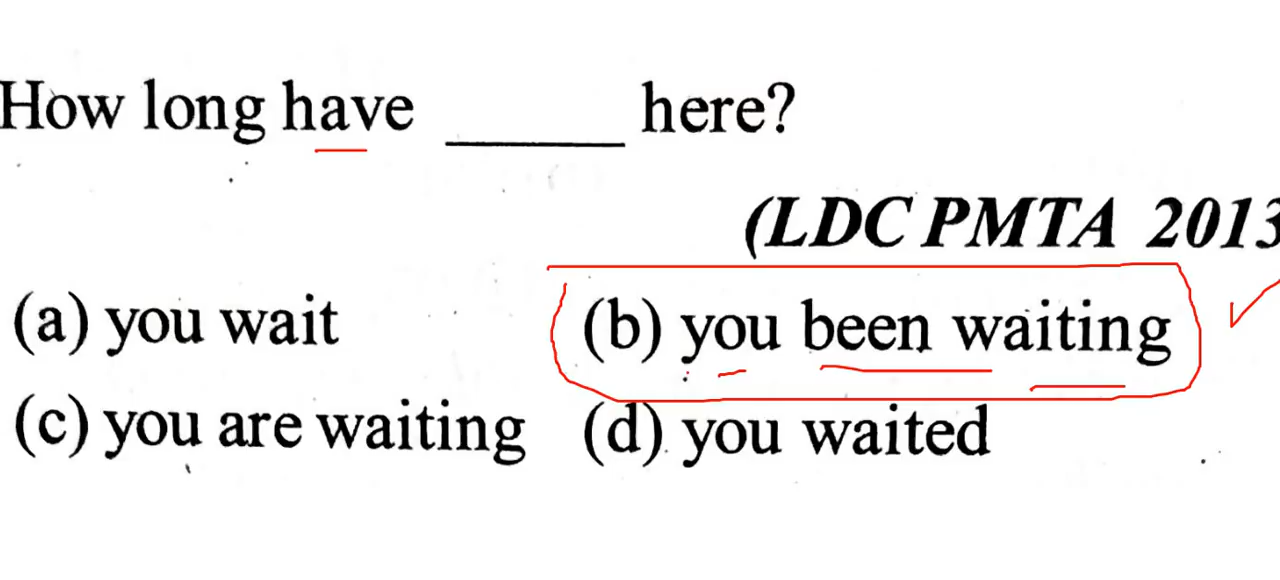 How long have ______ here?
(LDC PMTA 2013
(a) you wait (b) you been waiting
(c) you are waiting (d) you waited